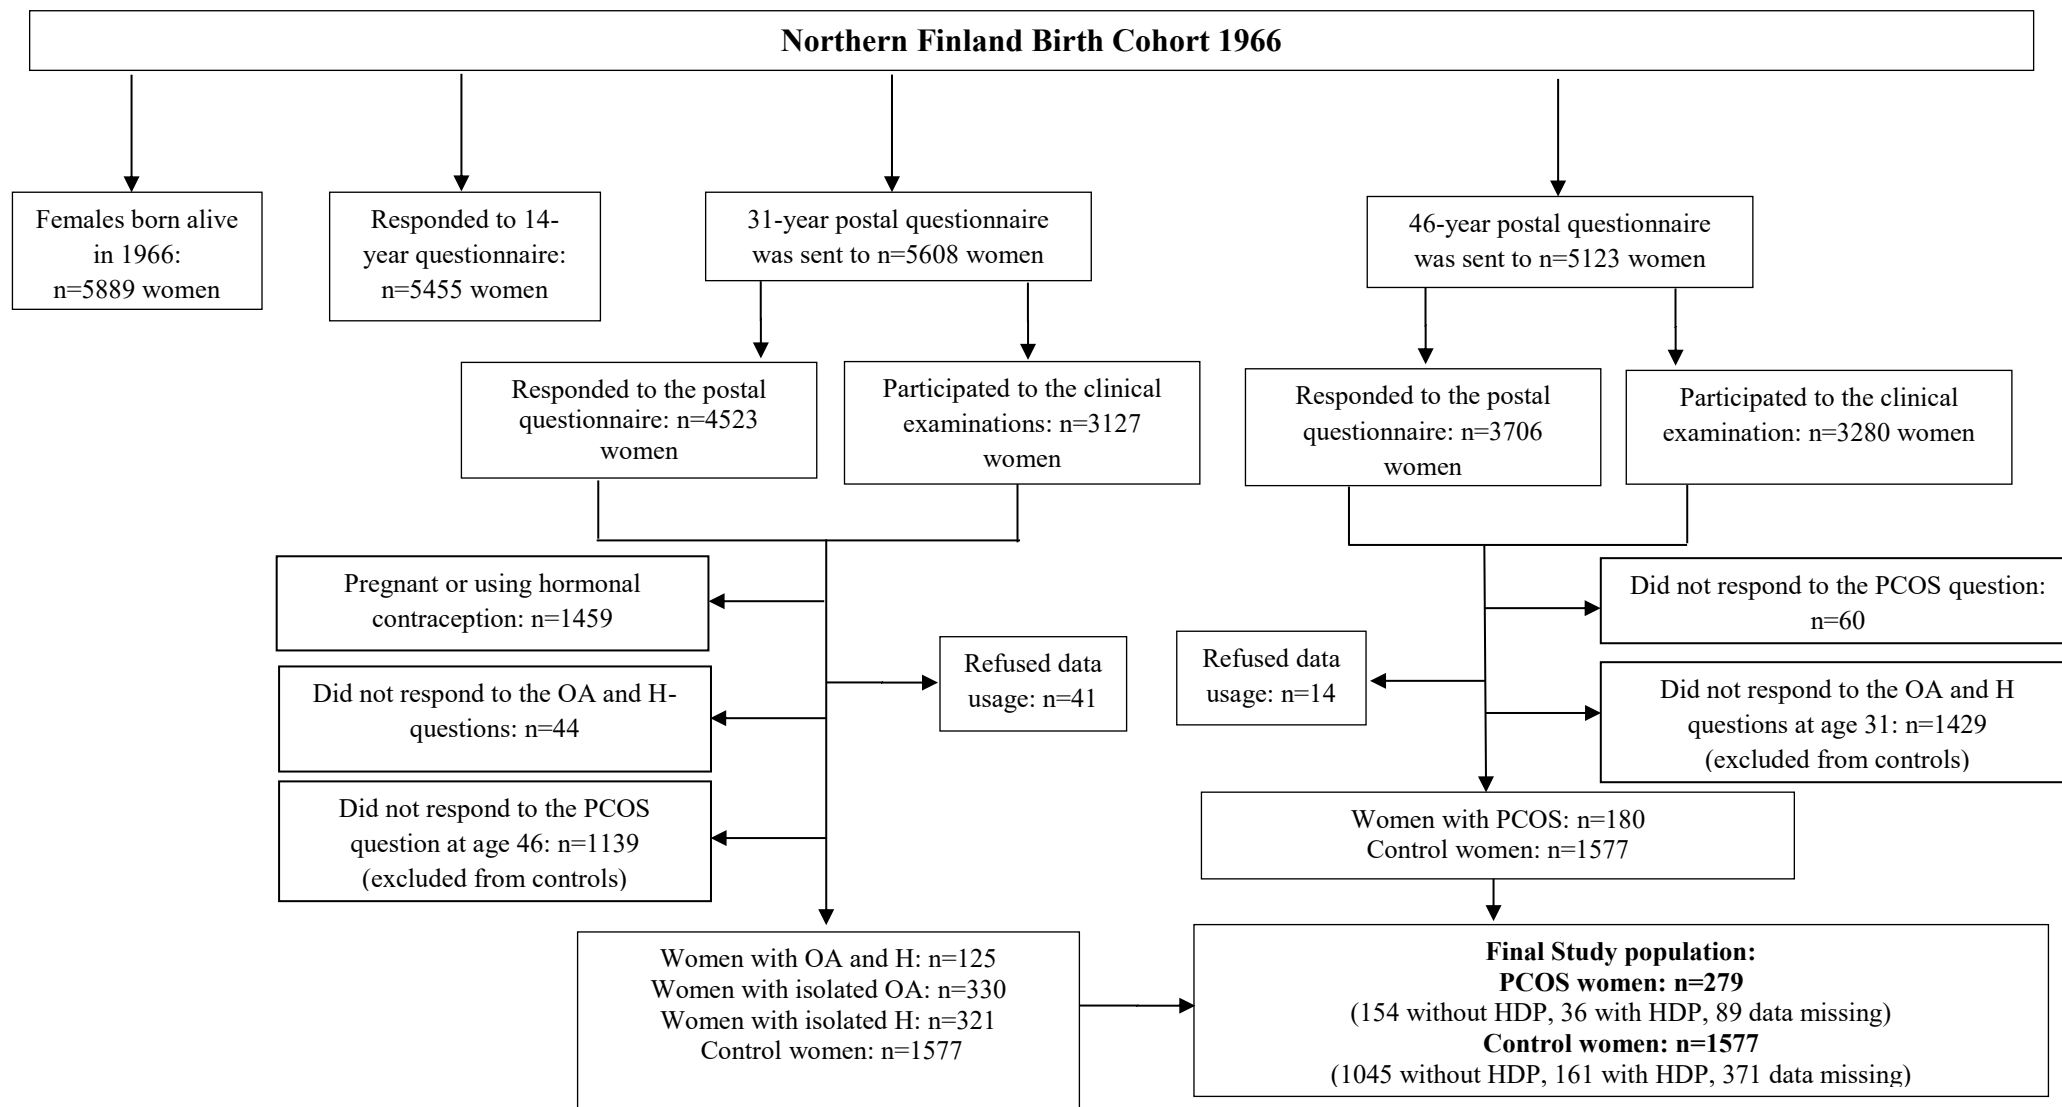 Northern Finland Birth Cohort 1966
Females born alive
in 1966:
n=5889 women
Responded to 14-
year questionnaire:
n=5455 women
31-year postal questionnaire
was sent to n=5608 women
46-year postal questionnaire
was sent to n=5123 women
Responded to the postal
questionnaire: n=4523
women
Participated to the clinical
examinations: n=3127
women
Responded to the postal
questionnaire: n=3706
women
Participated to the clinical
examination: n=3280 women
Pregnant or using hormonal
contraception: n=1459
Refused data
usage: n=41
Did not respond to the OA and H-
questions: n=44
Did not respond to the PCOS
question at age 46: n=1139
(excluded from controls)
Did not respond to the PCOS question:
n=60
Refused data
usage: n=14
Did not respond to the OA and H
questions at age 31: n=1429
(excluded from controls)
Women with PCOS: n=180
Control women: n=1577
Women with OA and H: n=125
Women with isolated OA: n=330
Women with isolated H: n=321
Control women: n=1577
Final Study population:
PCOS women: n=279
(154 without HDP, 36 with HDP, 89 data missing)
Control women: n=1577
(1045 without HDP, 161 with HDP, 371 data missing)